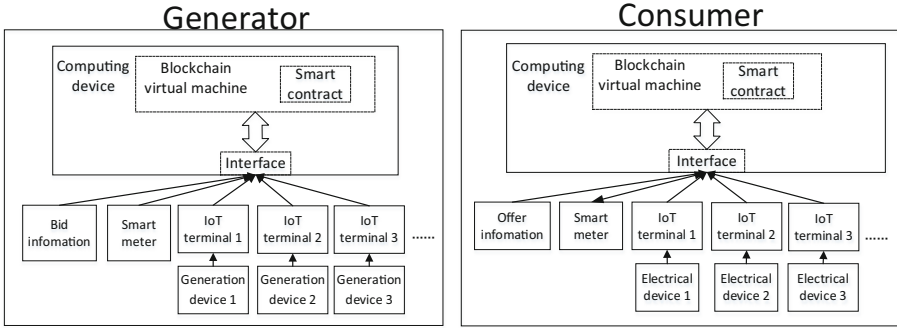 Generator
Computing
device
Blockchain
virtual machine
Smart
contract
Interface
Bid
infomation
Smart
meter
IoT
terminal 1
IoT
terminal 2
IoT
terminal 3
......
Generation
device 1
Generation
device 2
Generation
device 3
Consumer
Computing
device
Blockchain
virtual machine
Smart
contract
Interface
Offer
infomation
Smart
meter
IoT
terminal 1
IoT
terminal 2
IoT
terminal 3
......
Electrical
device 1
Electrical
device 2
Electrical
device 3